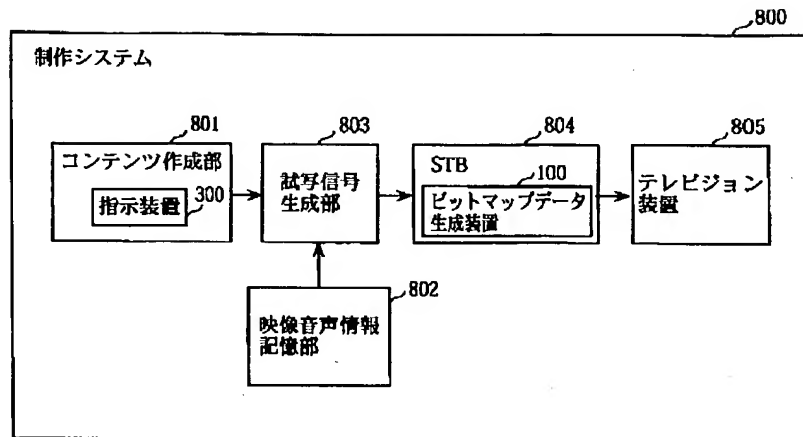 800
制作システム
801
コンテンツ作成部
指示装置
300
803
試写信号
生成部
804
STB
100
ビットマップデータ
生成装置
805
テレビジョン
装置
802
映像音声情報
記憶部